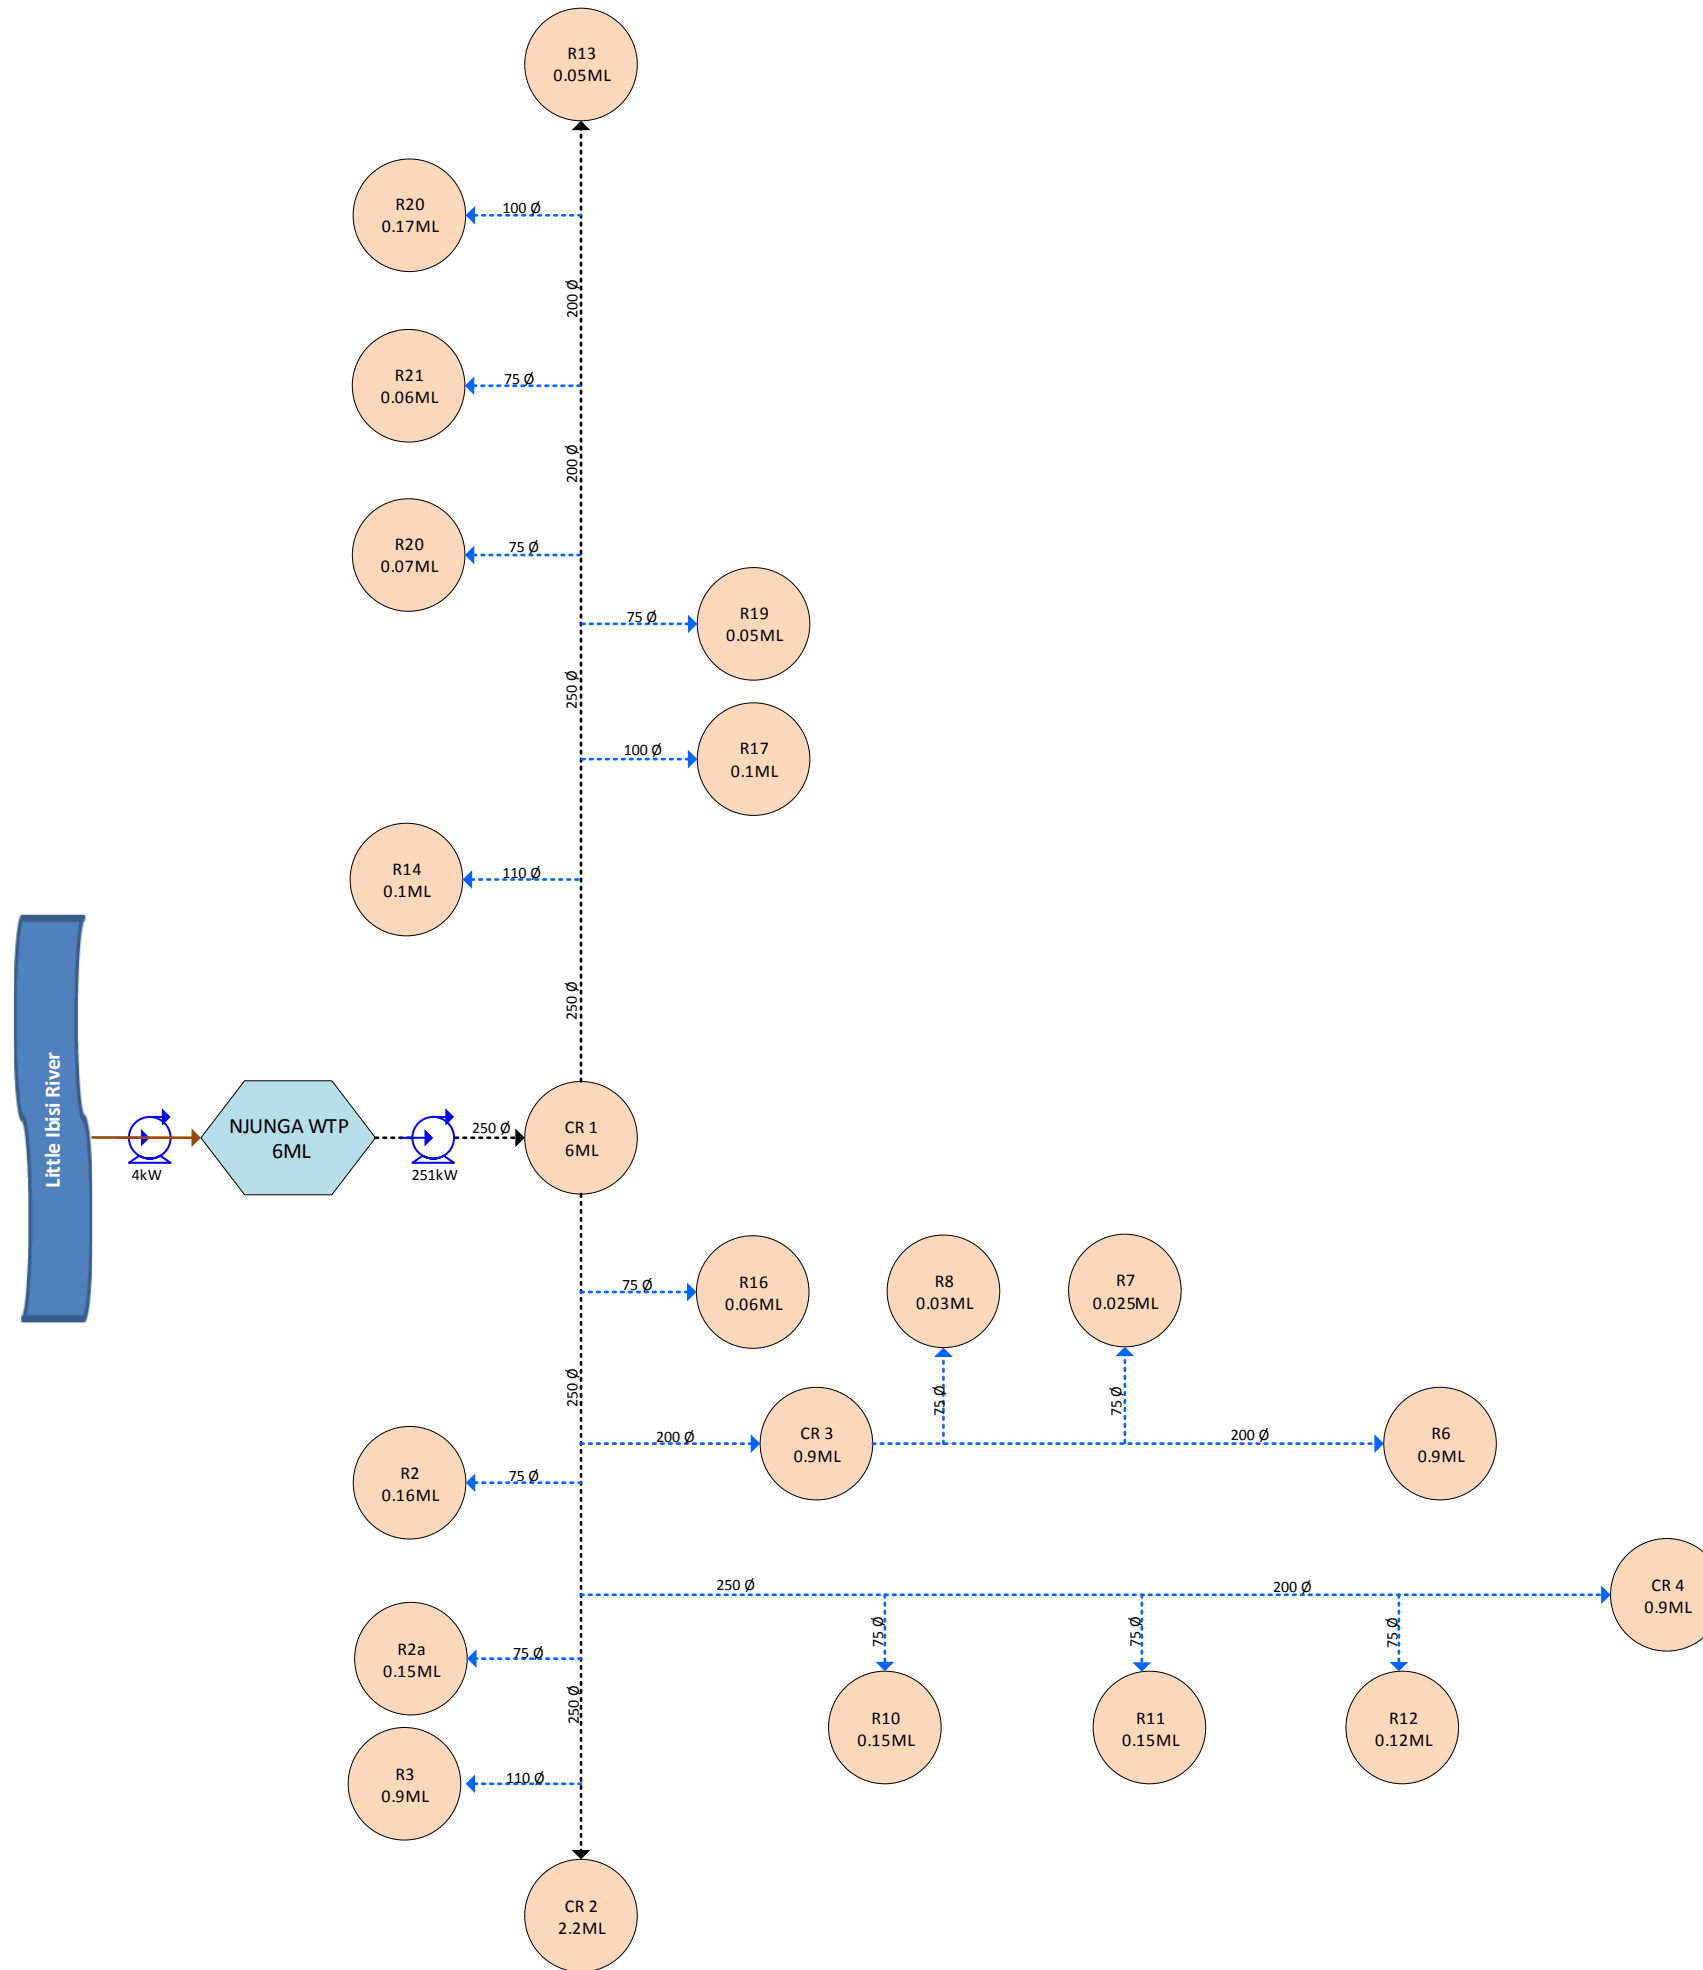 R13
0.05ML
R20
0.17ML
100 Ø
200 Ø
R21
0.06ML
75 Ø
200 Ø
R20
0.07ML
75 Ø
75 Ø
R19
0.05ML
250 Ø
100 Ø
R17
0.1ML
R14
0.1ML
110 Ø
250 Ø
Little Ibisi River
4kW
NJUNGA WTP
6ML
251kW
250 Ø
CR 1
6ML
75 Ø
R16
0.06ML
R8
0.03ML
R7
0.025ML
250 Ø
75 Ø
75 Ø
200 Ø
CR 3
0.9ML
200 Ø
R6
0.9ML
R2
0.16ML
75 Ø
250 Ø
200 Ø
CR 4
0.9ML
75 Ø
75 Ø
75 Ø
R2a
0.15ML
75 Ø
250 Ø
R10
0.15ML
R11
0.15ML
R12
0.12ML
R3
0.9ML
110 Ø
CR 2
2.2ML